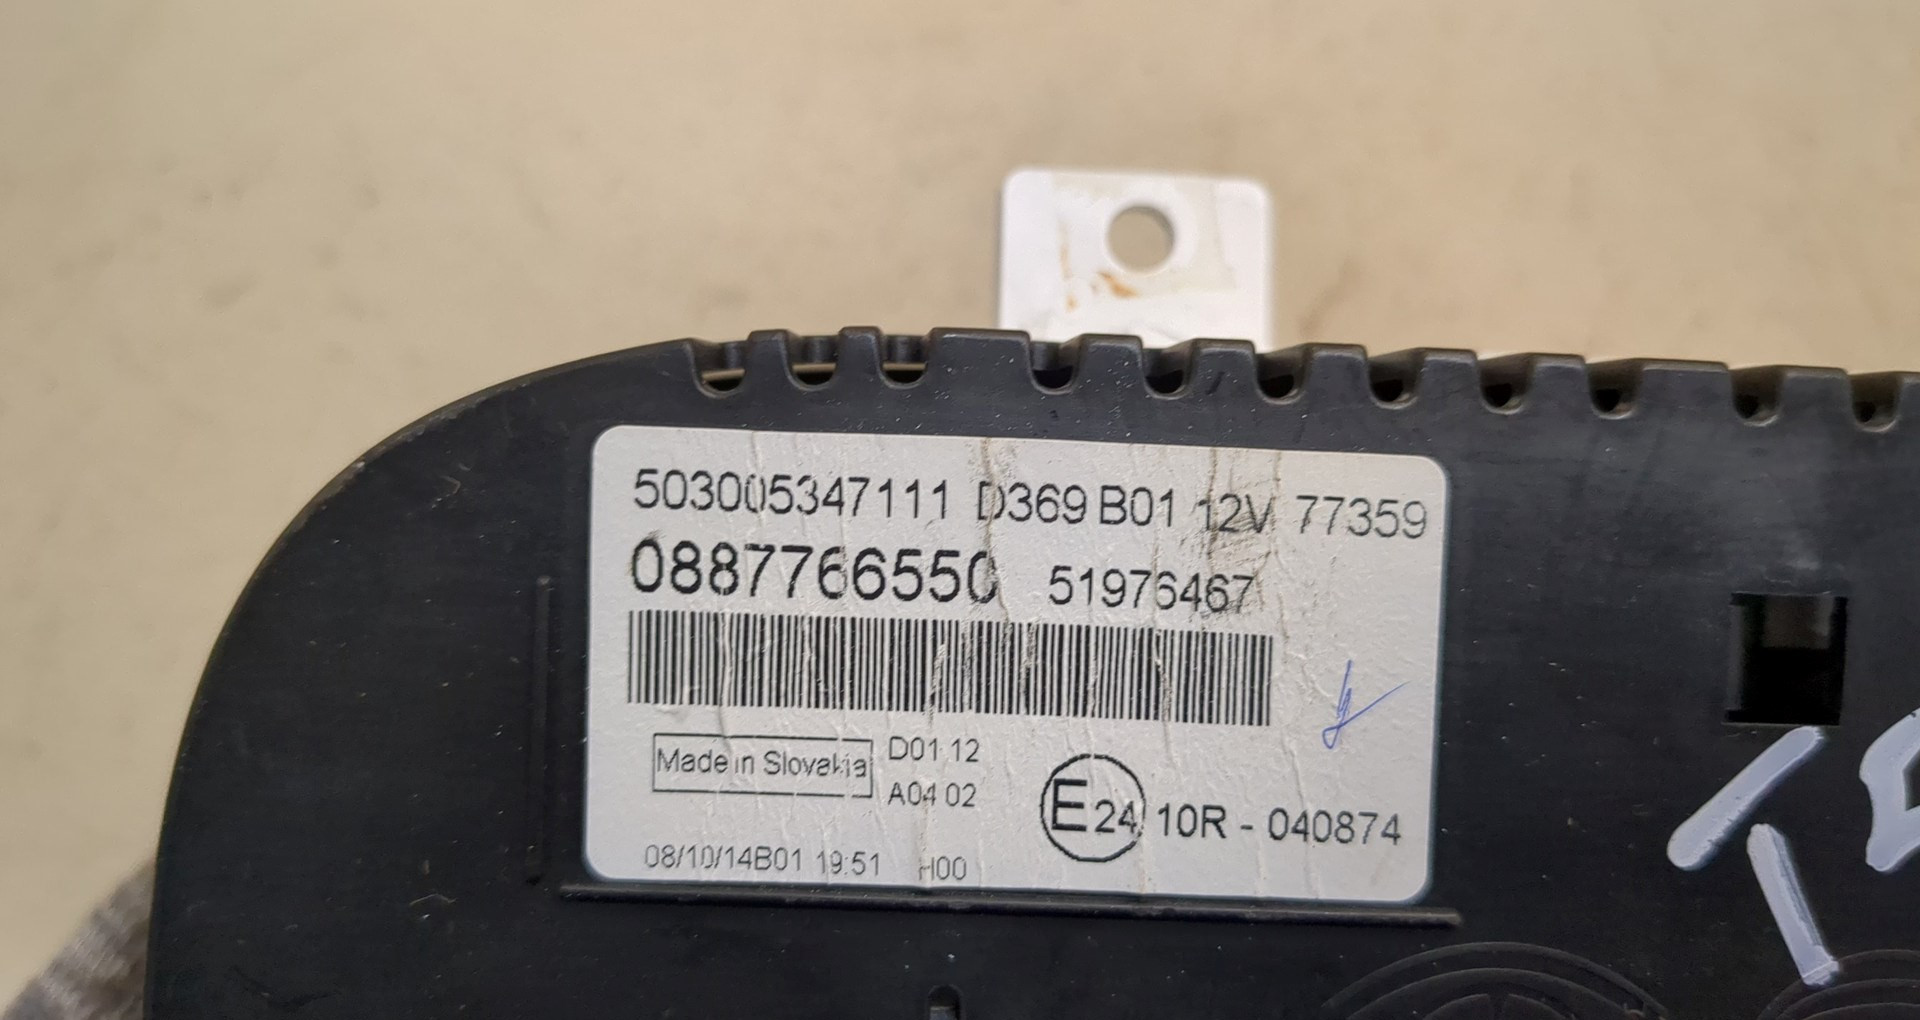 503005347111 D369 B01 12V 77359
0887766550 51976467
Made in Slovakia D01 12
A04 02
E24 10R - 040874
08/10/14B01 19:51 H00